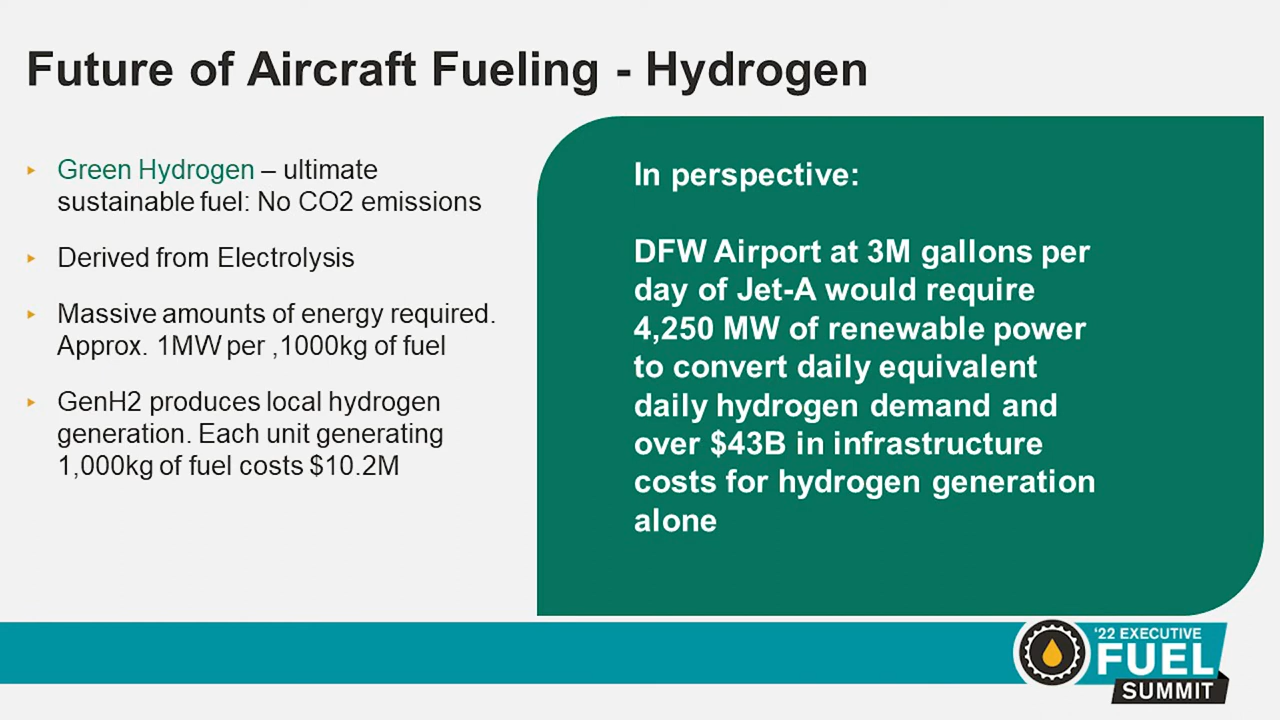 Future of Aircraft Fueling - Hydrogen
Green Hydrogen – ultimate
sustainable fuel: No CO2 emissions
Derived from Electrolysis
Massive amounts of energy required.
Approx. 1MW per ,1000kg of fuel
GenH2 produces local hydrogen
generation. Each unit generating
1,000kg of fuel costs $10.2M
In perspective:
DFW Airport at 3M gallons per
day of Jet-A would require
4,250 MW of renewable power
to convert daily equivalent
daily hydrogen demand and
over $43B in infrastructure
costs for hydrogen generation
alone
‘22 EXECUTIVE
FUEL
SUMMIT